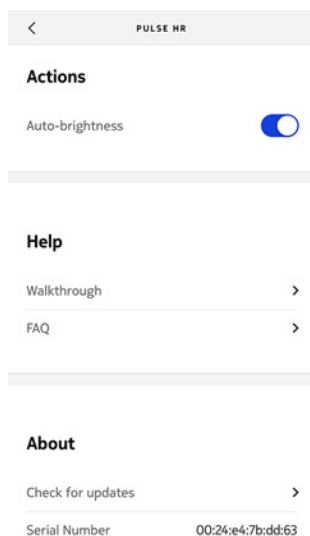 PULSE HR
Actions
Auto-brightness
Help
Walkthrough
FAQ
About
Check for updates
Serial Number 00:24:e4:7b:dd:63